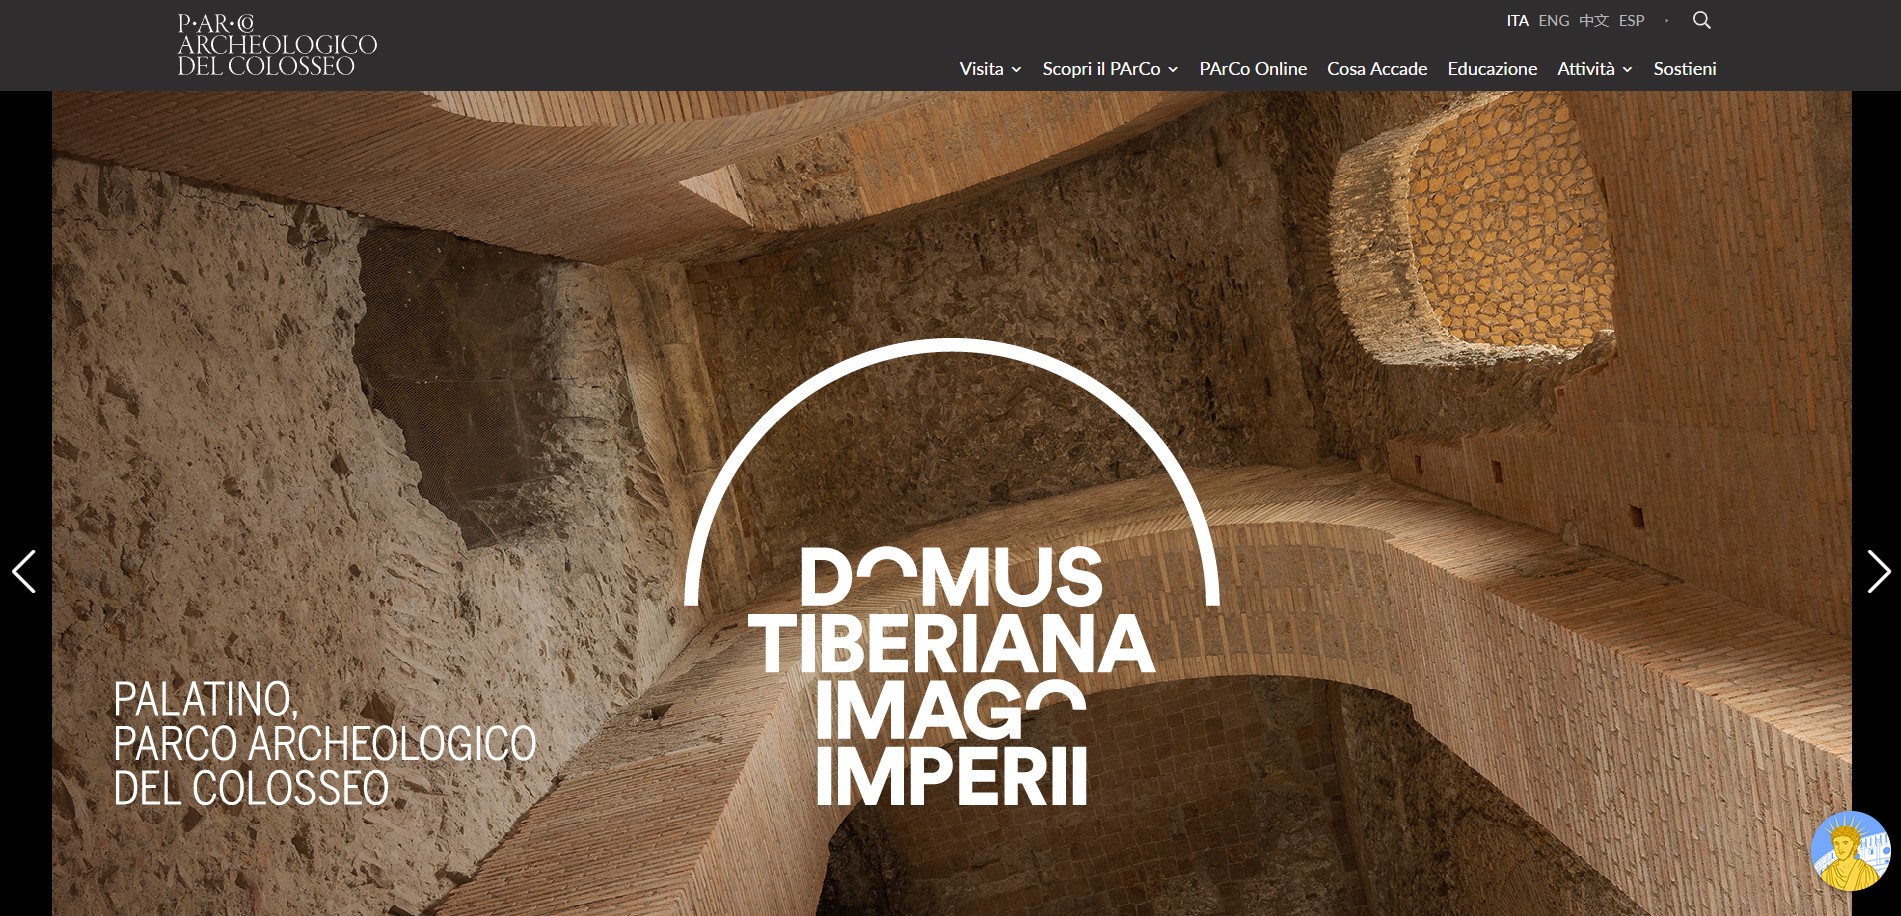 P·AR·CO
ARCHEOLOGICO
DEL COLOSSEO
ITA ENG 中文 ESP
Visita Scopri il PArCo PArCo Online Cosa Accade Educazione Attività Sostieni
DOMUS
TIBERIANA
IMAGO
IMPERII
PALATINO,
PARCO ARCHEOLOGICO
DEL COLOSSEO